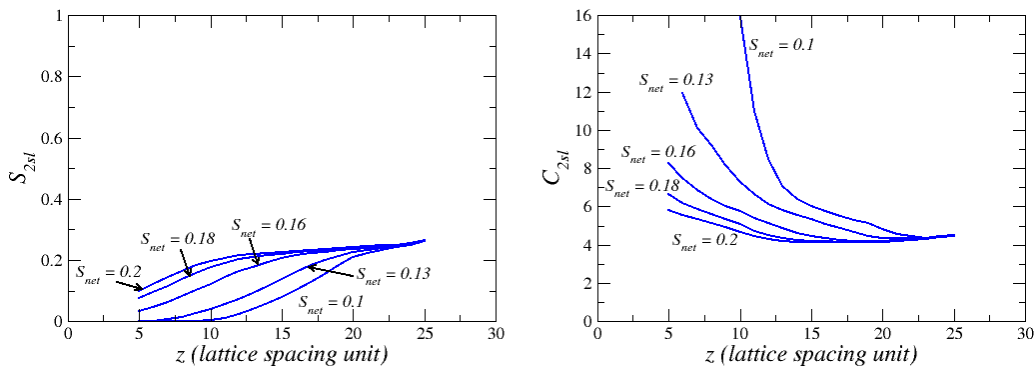 1
0.8
0.6
0.4
0.2
0
S2sl
Snet = 0.16
Snet = 0.18
Snet = 0.2
Snet = 0.13
Snet = 0.1
0 5 10 15 20 25 30
z (lattice spacing unit)
16
14
12
10
8
6
4
2
0
C2sl
Snet = 0.1
Snet = 0.13
Snet = 0.16
Snet = 0.18
Snet = 0.2
0 5 10 15 20 25 30
z (lattice spacing unit)